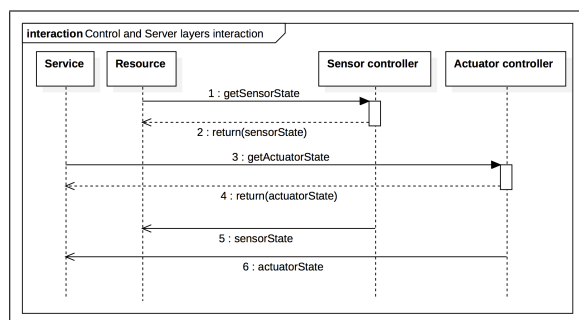 interaction Control and Server layers interaction
Service
Resource
Sensor controller
Actuator controller
1 : getSensorState
2 : return(sensorState)
3 : getActuatorState
4 : return(actuatorState)
5 : sensorState
6 : actuatorState